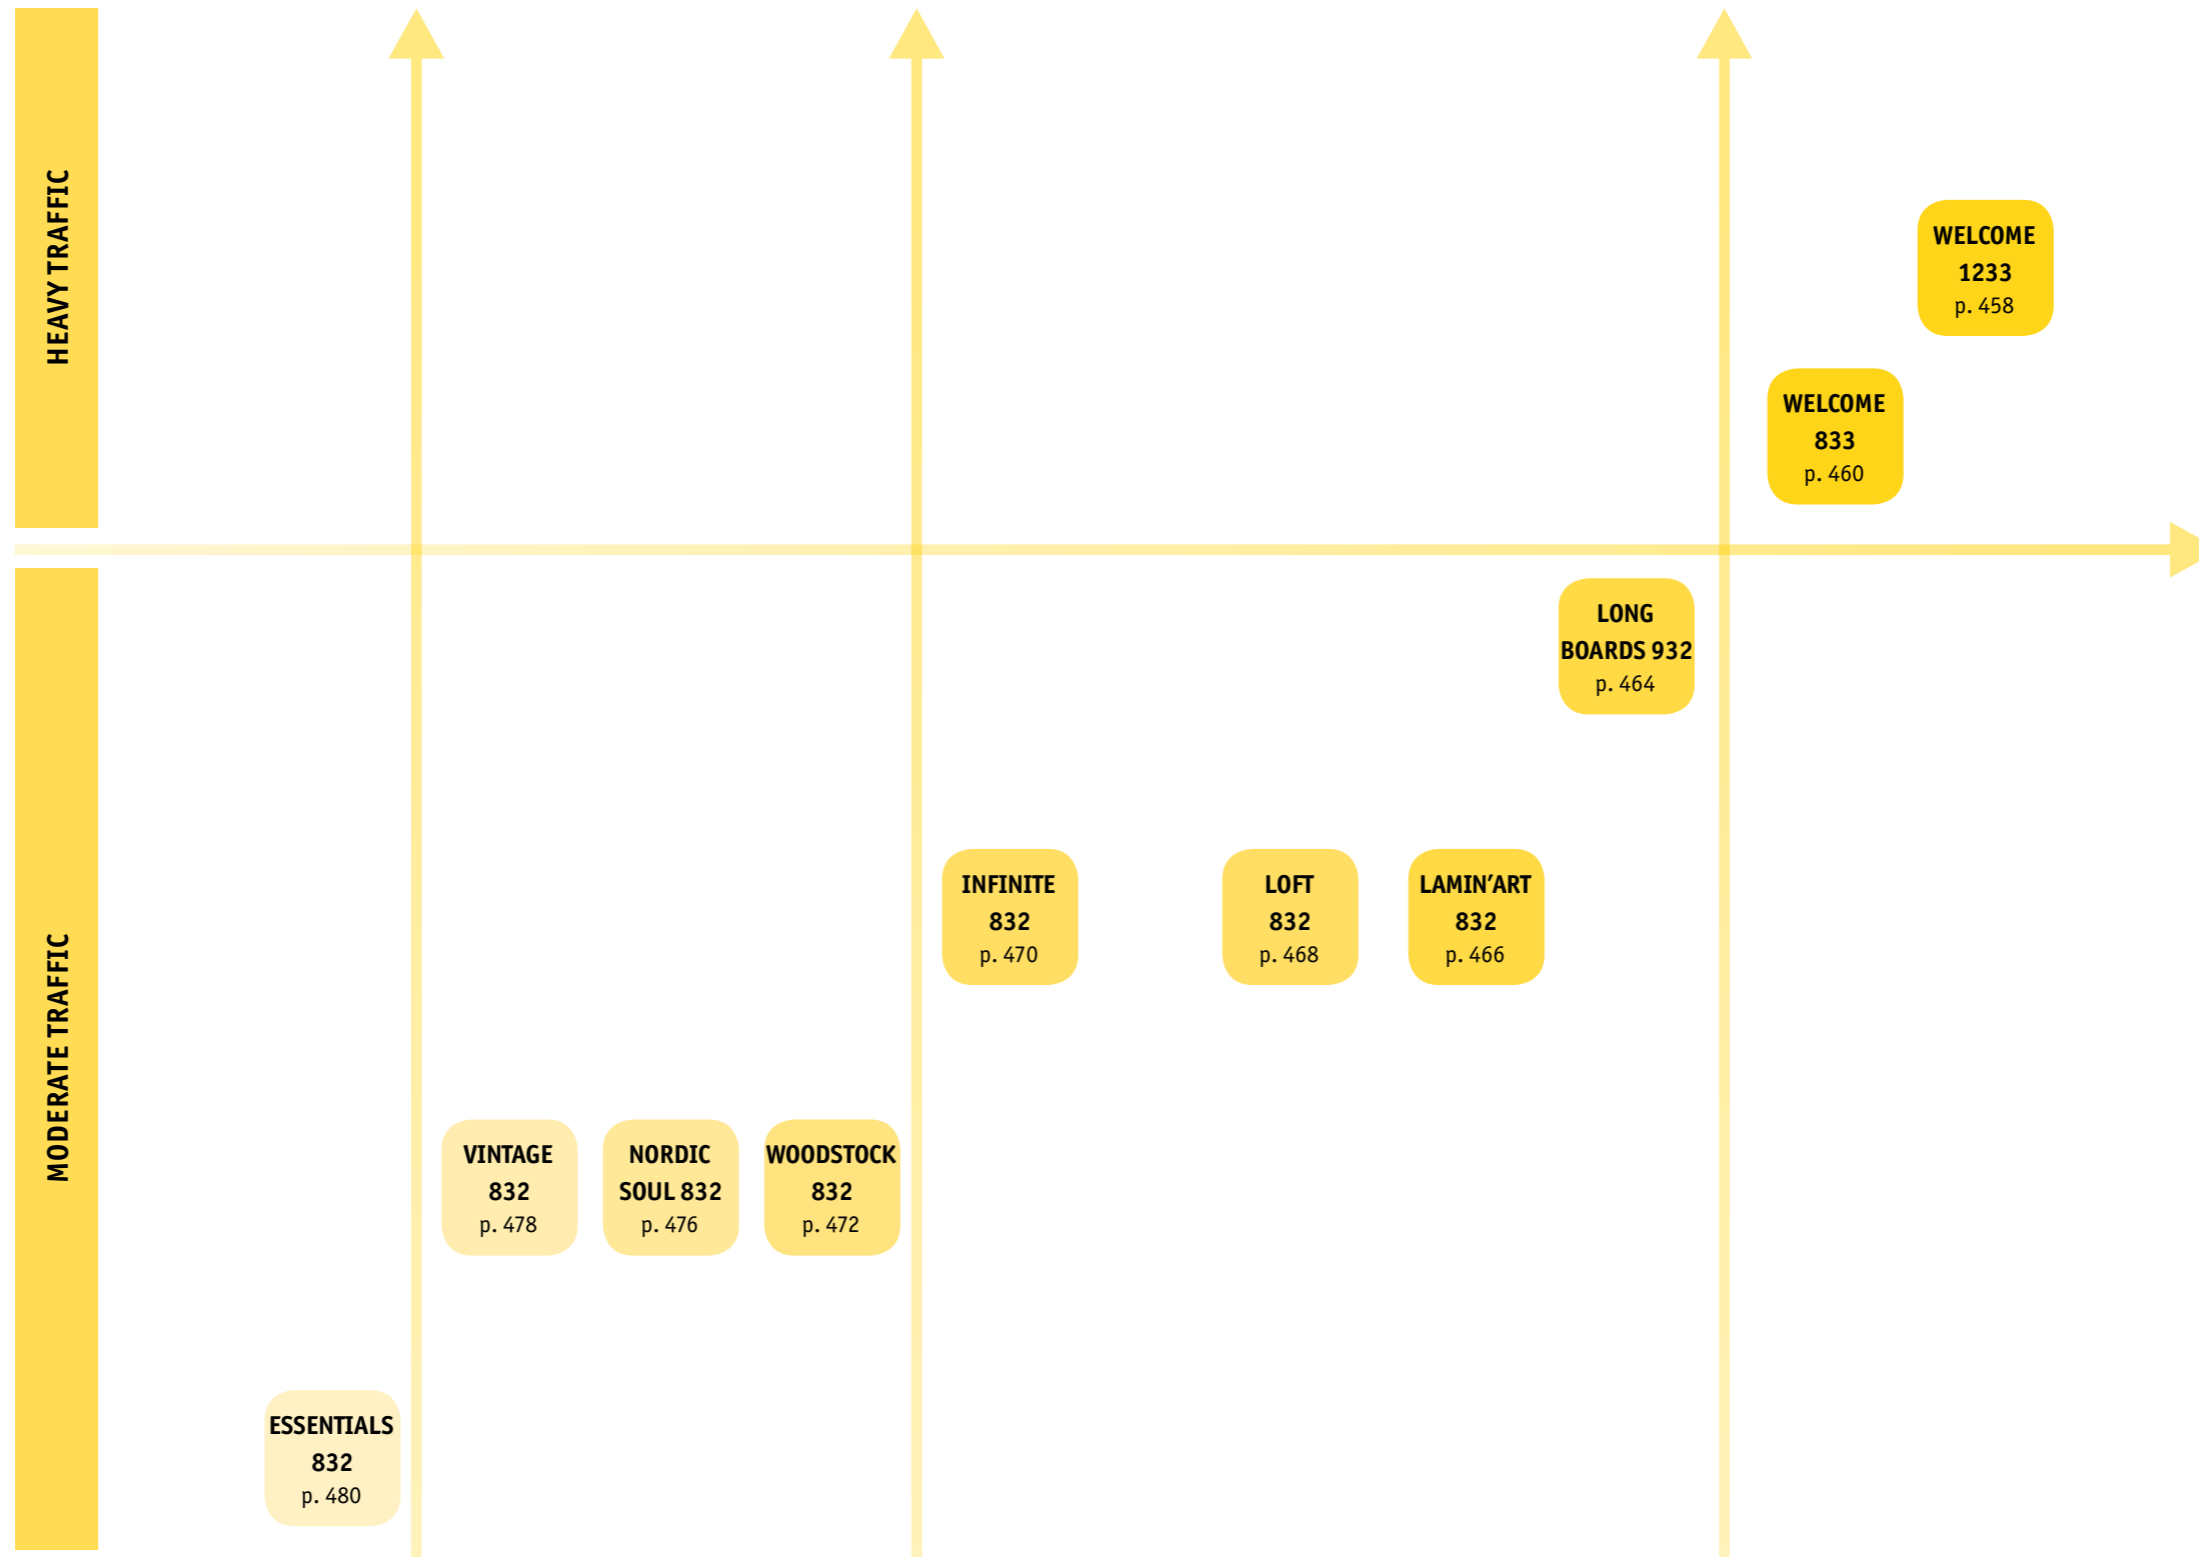 HEAVY TRAFFIC
WELCOME
1233
p. 458
WELCOME
833
p. 460
MODERATE TRAFFIC
LONG
BOARDS 932
p. 464
INFINITE
832
p. 470
LOFT
832
p. 468
LAMIN’ART
832
p. 466
VINTAGE
832
p. 478
NORDIC
SOUL 832
p. 476
WOODSTOCK
832
p. 472
ESSENTIALS
832
p. 480